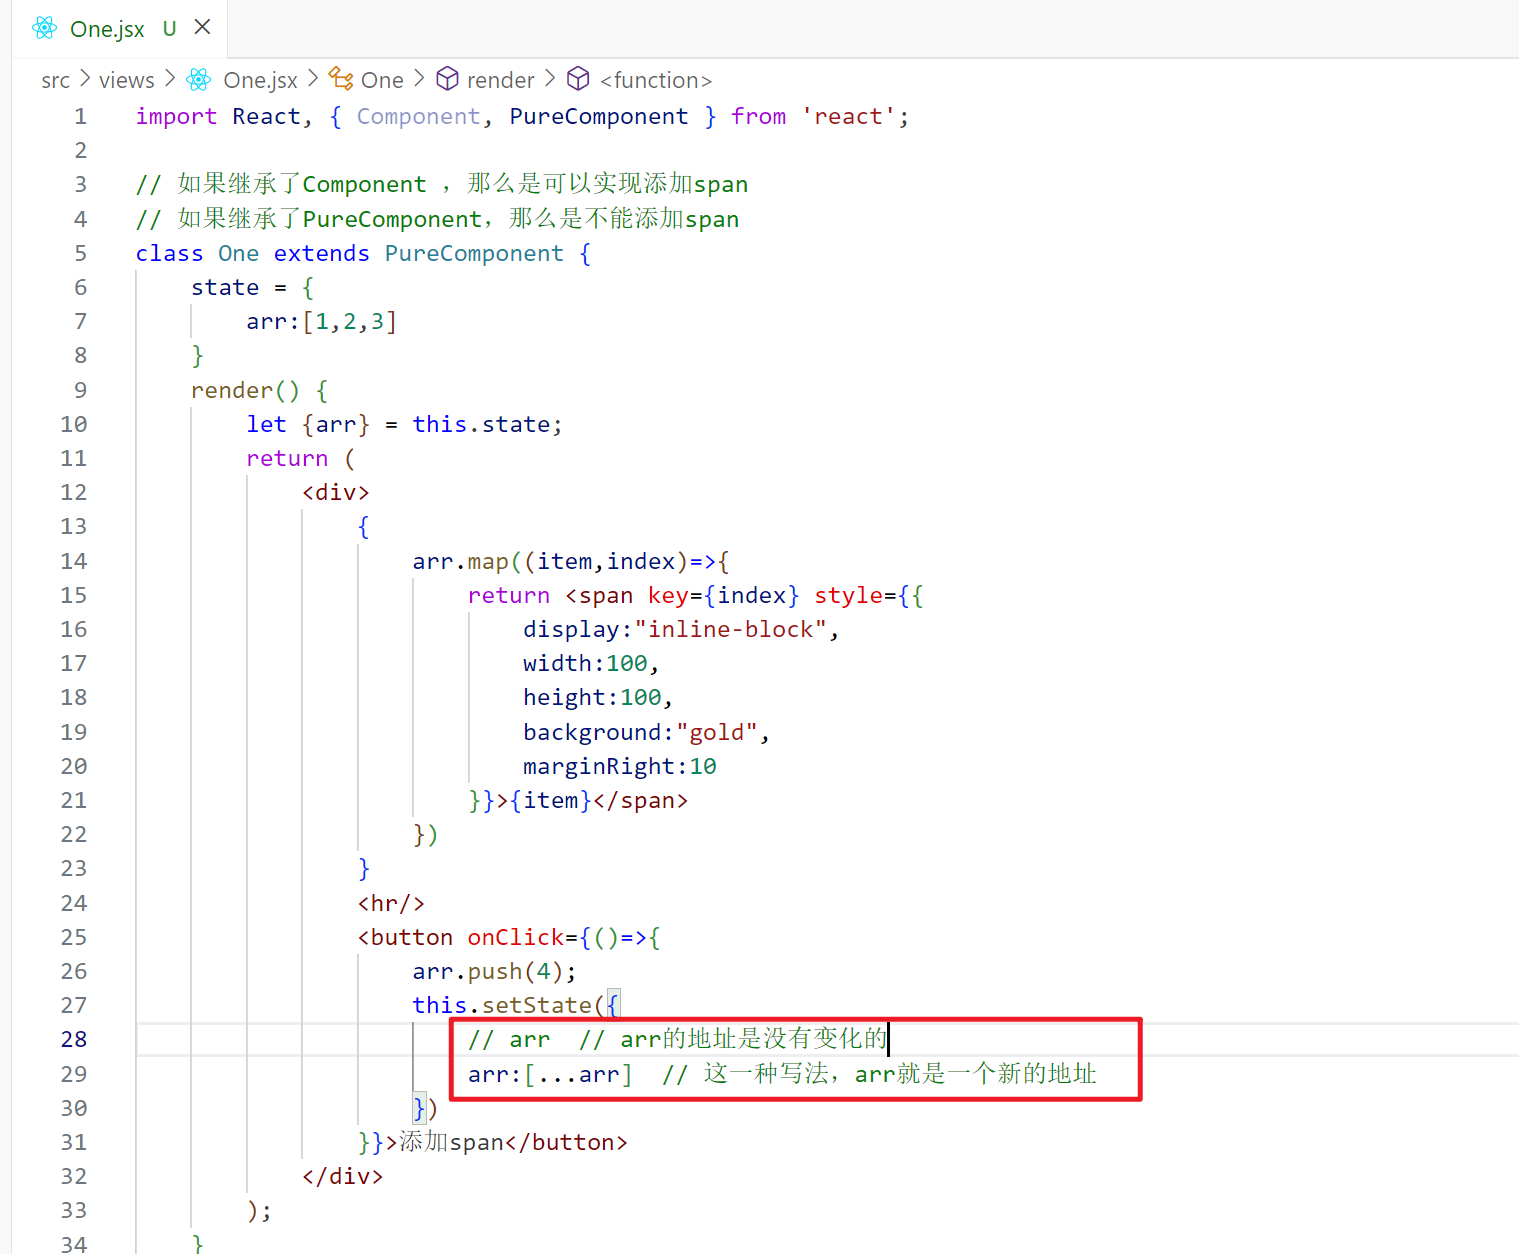 One.jsx U
src > views > One.jsx > One > render > <function>
1 import React, { Component, PureComponent } from 'react';
2
3 // 如果继承了Component ，那么是可以实现添加span
4 // 如果继承了PureComponent，那么是不能添加span
5 class One extends PureComponent {
6 state = {
7 arr:[1,2,3]
8 }
9 render() {
10 let {arr} = this.state;
11 return (
12 <div>
13 {
14 arr.map((item,index)=>{
15 return <span key={index} style={{
16 display:"inline-block",
17 width:100,
18 height:100,
19 background:"gold",
20 marginRight:10
21 }}>{item}</span>
22 })
23 }
24 <hr/>
25 <button onClick={()=>{
26 arr.push(4);
27 this.setState({
28 // arr // arr的地址是没有变化的
29 arr:[...arr] // 这一种写法，arr就是一个新的地址
30 })
31 }}>添加span</button>
32 </div>
33 );
34 }